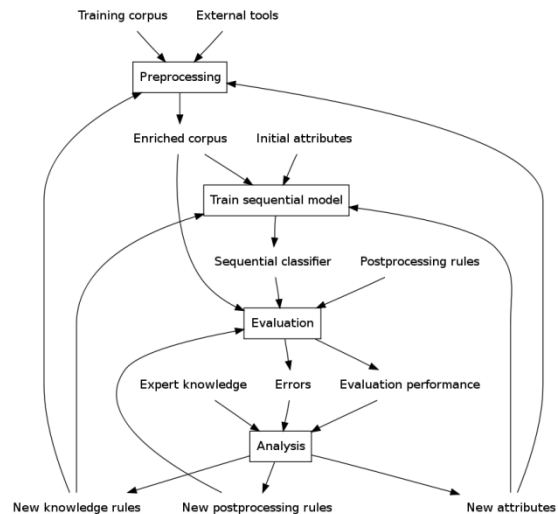 Training corpus
External tools
Preprocessing
Enriched corpus
Initial attributes
Train sequential model
Sequential classifier
Postprocessing rules
Evaluation
Expert knowledge
Errors
Evaluation performance
Analysis
New knowledge rules
New postprocessing rules
New attributes